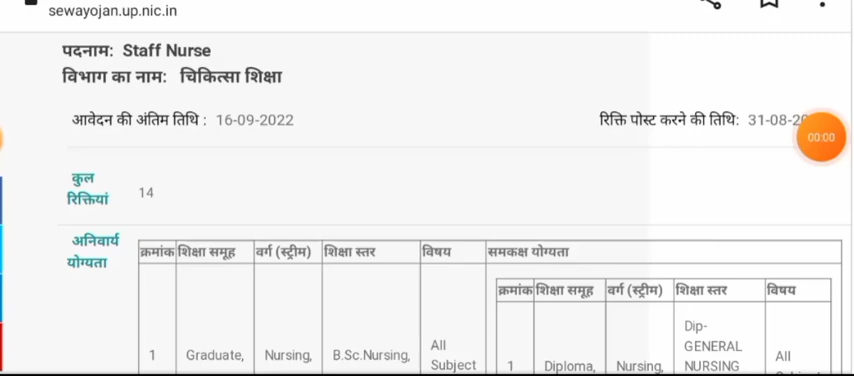 sewayojan.up.nic.in
पदनाम: Staff Nurse
विभाग का नाम: चिकित्सा शिक्षा
आवेदन की अंतिम तिथि : 16-09-2022 रिक्ति पोस्ट करने की तिथि: 31-08-20
00:00
कुल
रिक्तियां 14
अनिवार्य
योग्यता
क्रमांक शिक्षा समूह वर्ग (स्ट्रीम) शिक्षा स्तर विषय समकक्ष योग्यता
क्रमांक शिक्षा समूह वर्ग (स्ट्रीम) शिक्षा स्तर विषय
1 Graduate, Nursing, B.Sc.Nursing, All
Subject
1 Diploma, Nursing, Dip-
GENERAL
NURSING
All